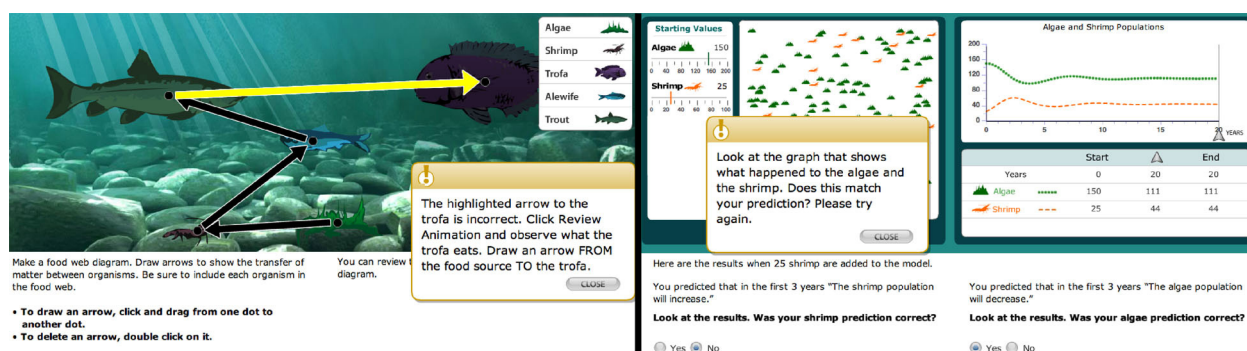 Algae
Shrimp
Trofa
Alewife
Trout
The highlighted arrow to the
trofa is incorrect. Click Review
Animation and observe what the
trofa eats. Draw an arrow FROM
the food source TO the trofa.
CLOSE
Make a food web diagram. Draw arrows to show the transfer of
matter between organisms. Be sure to include each organism in
the food web.
You can review t
diagram.
• To draw an arrow, click and drag from one dot to
another dot.
• To delete an arrow, double click on it.
Starting Values
Algae 150
0 40 80 120 160 200
Shrimp 25
0 20 40 60 80 100
Look at the graph that shows
what happened to the algae and
the shrimp. Does this match
your prediction? Please try
again.
CLOSE
Algae and Shrimp Populations
200
160
120
80
40
0
0 5 10 15 20
YEARS
Start End
Years 0 20 20
Algae 150 111 111
Shrimp 25 44 44
Here are the results when 25 shrimp are added to the model.
You predicted that in the first 3 years "The shrimp population
will increase."
Look at the results. Was your shrimp prediction correct?
Yes No
You predicted that in the first 3 years "The algae population
will decrease."
Look at the results. Was your algae prediction correct?
Yes No